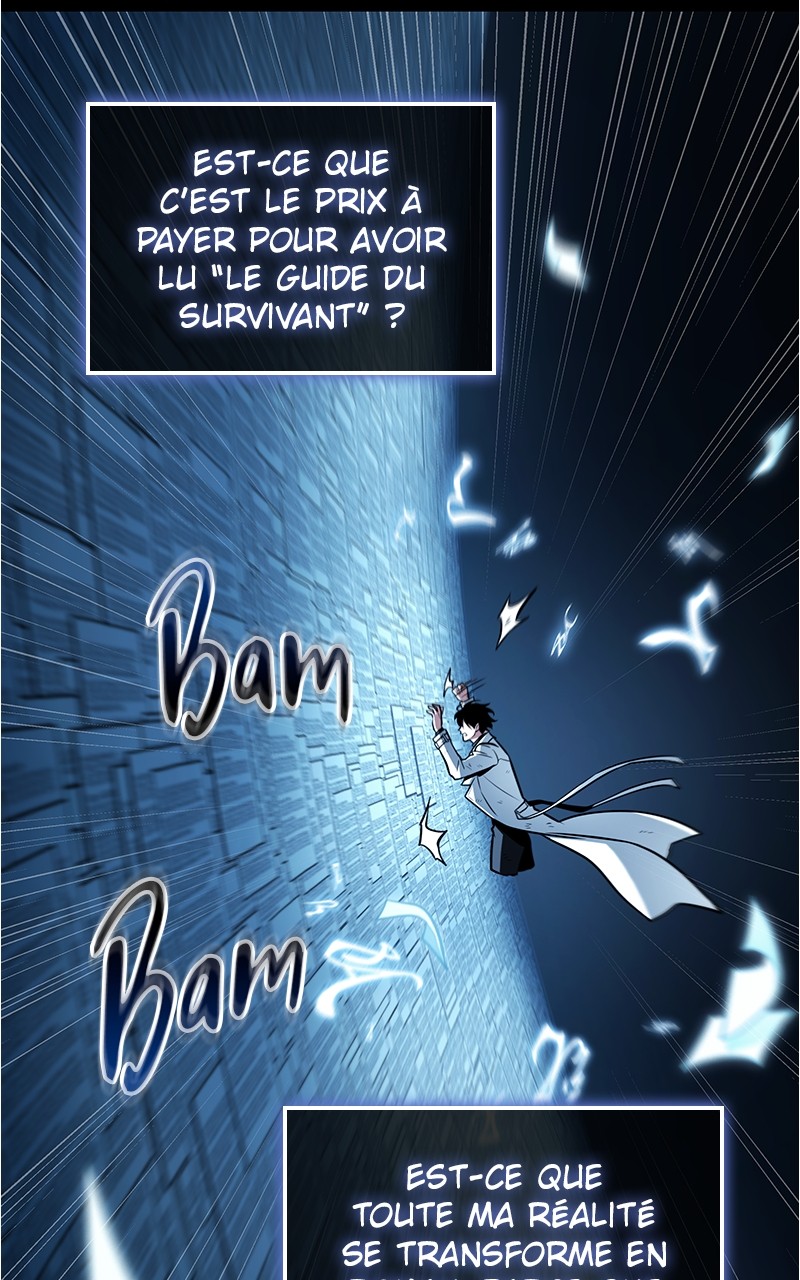 EST-CE QUE
C'EST LE PRIX À
PAYER POUR AVOIR
LU "LE GUIDE DU
SURVIVANT" ?
Bam
Bam
EST-CE QUE
TOUTE MA RÉALITÉ
SE TRANSFORME EN